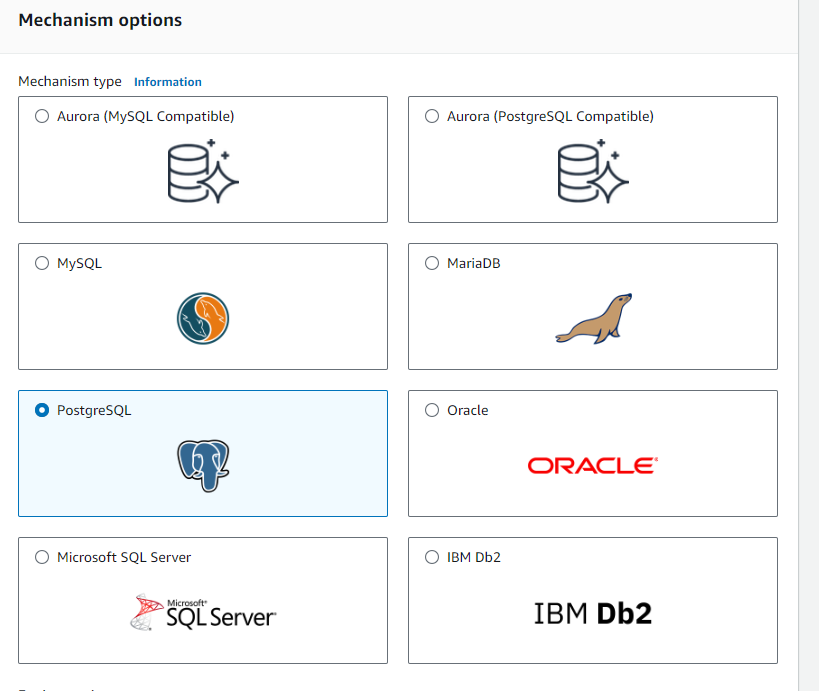 Mechanism options
Mechanism type Information
Aurora (MySQL Compatible)
Aurora (PostgreSQL Compatible)
MySQL
MariaDB
PostgreSQL
Oracle
ORACLE
Microsoft SQL Server
Microsoft®
SQL Server
IBM Db2
IBM Db2